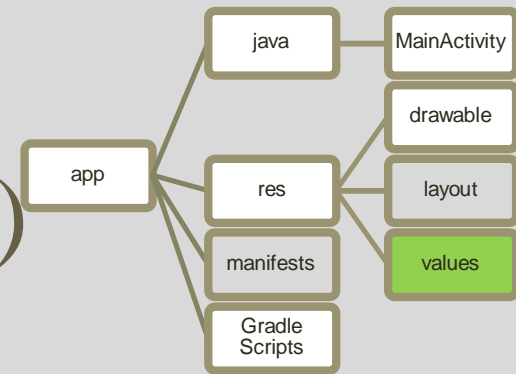 java
MainActivity
drawable
app
)
res
layout
manifests
values
Gradle
Scripts